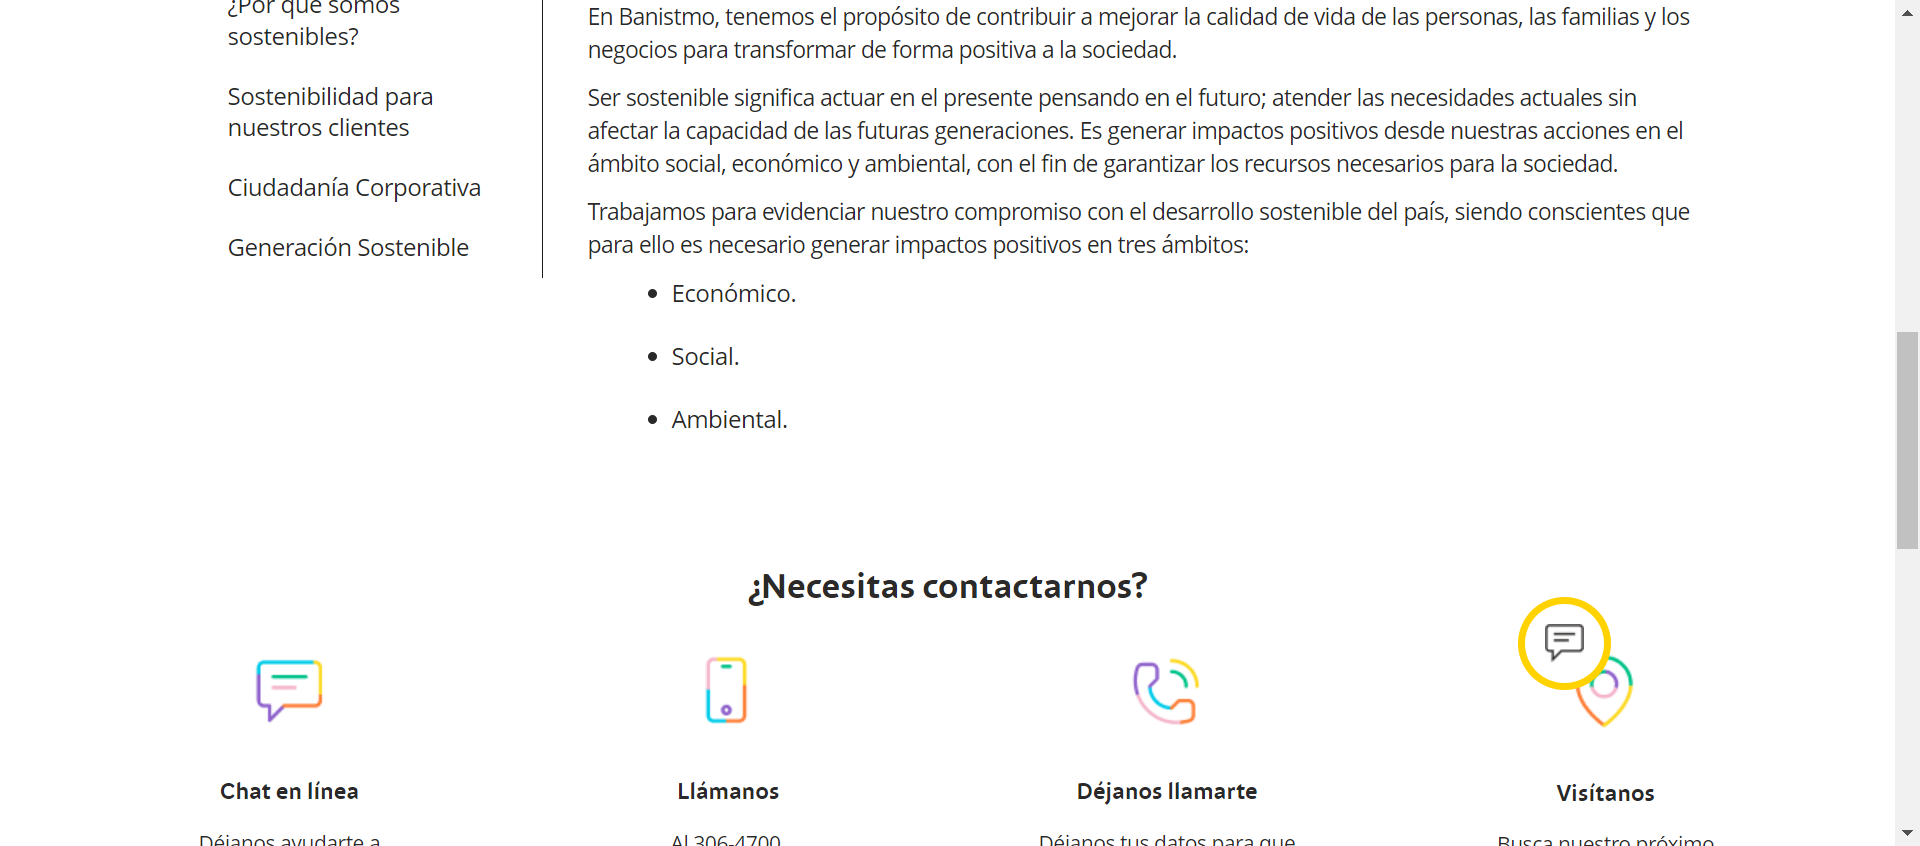 ¿Por qué somos
sostenibles?
Sostenibilidad para
nuestros clientes
Ciudadanía Corporativa
Generación Sostenible
En Banistmo, tenemos el propósito de contribuir a mejorar la calidad de vida de las personas, las familias y los
negocios para transformar de forma positiva a la sociedad.
Ser sostenible significa actuar en el presente pensando en el futuro; atender las necesidades actuales sin
afectar la capacidad de las futuras generaciones. Es generar impactos positivos desde nuestras acciones en el
ámbito social, económico y ambiental, con el fin de garantizar los recursos necesarios para la sociedad.
Trabajamos para evidenciar nuestro compromiso con el desarrollo sostenible del país, siendo conscientes que
para ello es necesario generar impactos positivos en tres ámbitos:
• Económico.
• Social.
• Ambiental.
¿Necesitas contactarnos?
Chat en línea
Déjanos ayudarte a
Llámanos
Al 306-4700
Déjanos llamarte
Déjanos tus datos para que
Visítanos
Busca nuestro próximo